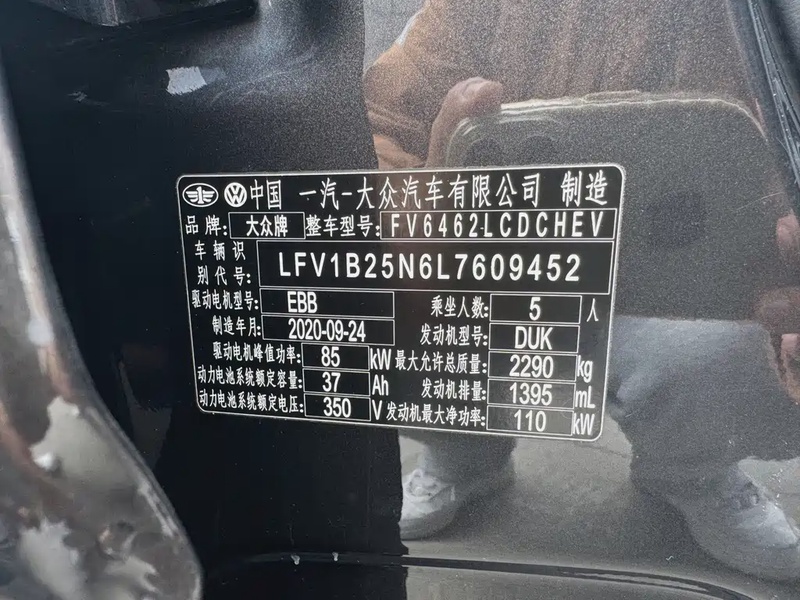 中国 一汽-大众汽车有限公司 制造
品牌: 大众牌 整车型号: FV6462LCDCHEV
车辆识别代号: LFV1B25N6L7609452
驱动电机型号: EBB 乘坐人数: 5 人
制造年月: 2020-09-24 发动机型号: DUK
驱动电机峰值功率: 85 kW 最大允许总质量: 2290 kg
动力电池系统额定容量: 37 Ah 发动机排量: 1395 mL
动力电池系统额定电压: 350 V 发动机最大净功率: 110 kW